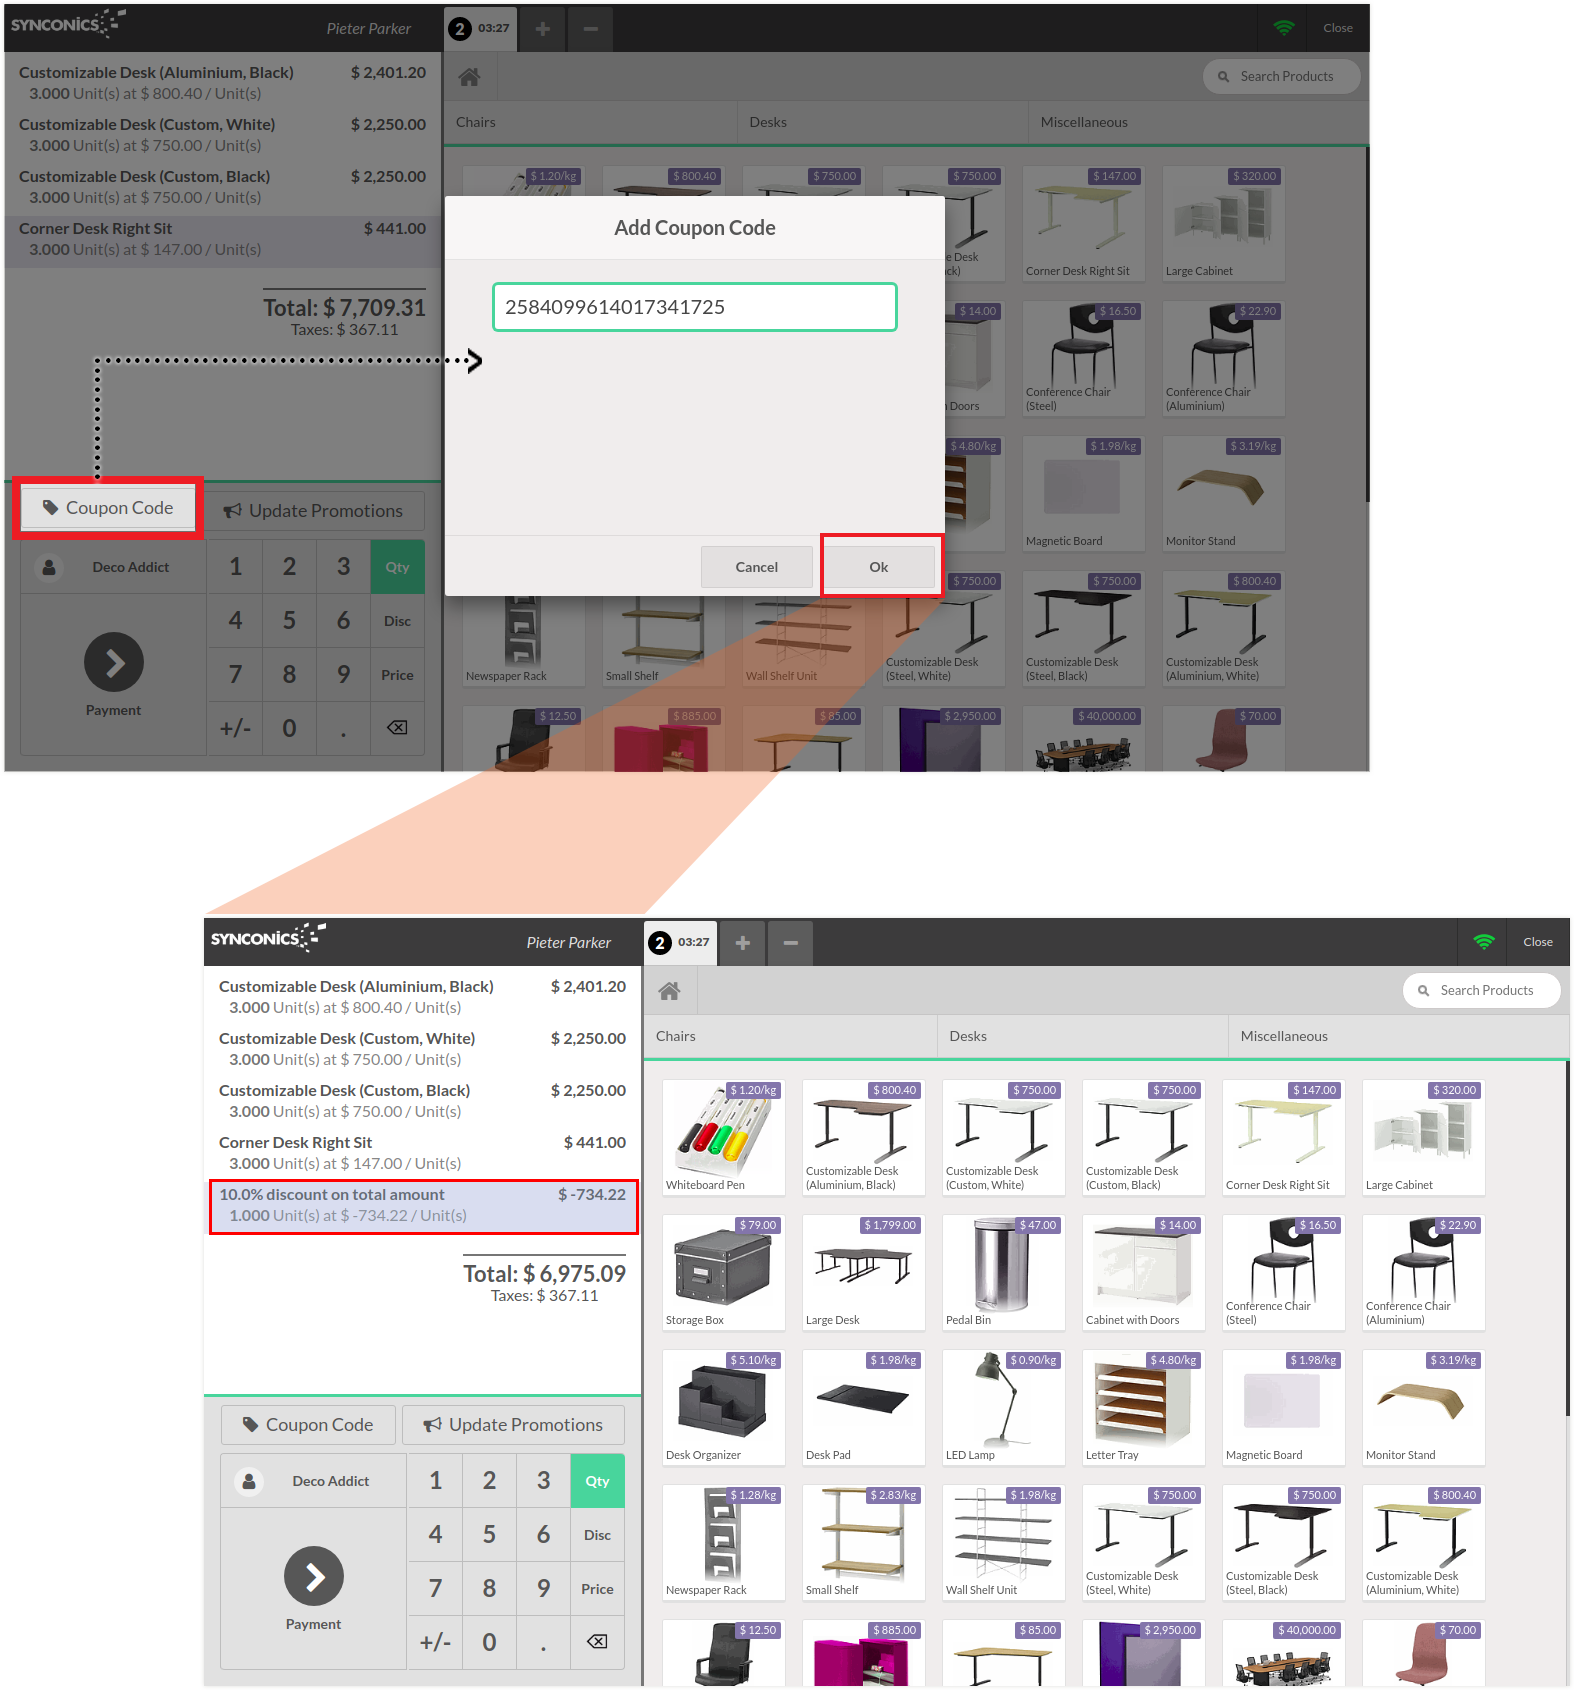 SYNCONICS
Pieter Parker
2 03:27
Close
Customizable Desk (Aluminium, Black) $ 2,401.20
3.000 Unit(s) at $ 800.40 / Unit(s)
Customizable Desk (Custom, White) $ 2,250.00
3.000 Unit(s) at $ 750.00 / Unit(s)
Customizable Desk (Custom, Black) $ 2,250.00
3.000 Unit(s) at $ 750.00 / Unit(s)
Corner Desk Right Sit $ 441.00
3.000 Unit(s) at $ 147.00 / Unit(s)
Total: $ 7,709.31
Taxes: $ 367.11
Coupon Code
Update Promotions
Deco Addict
1 2 3 Qty
4 5 6 Disc
7 8 9 Price
+/- 0 .
Payment
Search Products
Chairs Desks Miscellaneous
$ 1.20/kg $ 800.40 $ 750.00 $ 750.00 $ 147.00 $ 320.00
Corner Desk Right Sit
Large Cabinet
Add Coupon Code
2584099614017341725
Cancel
Ok
$ 14.00 $ 16.50 $ 22.90
Doors
Conference Chair
(Steel)
Conference Chair
(Aluminium)
$ 4.80/kg $ 1.98/kg $ 3.19/kg
Magnetic Board
Monitor Stand
$ 750.00 $ 750.00 $ 800.40
Newspaper Rack
Small Shelf
Wall Shelf Unit
Customizable Desk
(Steel, White)
Customizable Desk
(Steel, Black)
Customizable Desk
(Aluminium, White)
$ 12.50 $ 885.00 $ 85.00 $ 2,950.00 $ 40,000.00 $ 70.00
SYNCONICS
Pieter Parker
2 03:27
Close
Customizable Desk (Aluminium, Black) $ 2,401.20
3.000 Unit(s) at $ 800.40 / Unit(s)
Customizable Desk (Custom, White) $ 2,250.00
3.000 Unit(s) at $ 750.00 / Unit(s)
Customizable Desk (Custom, Black) $ 2,250.00
3.000 Unit(s) at $ 750.00 / Unit(s)
Corner Desk Right Sit $ 441.00
3.000 Unit(s) at $ 147.00 / Unit(s)
10.0% discount on total amount $ -734.22
1.000 Unit(s) at $ -734.22 / Unit(s)
Total: $ 6,975.09
Taxes: $ 367.11
Coupon Code
Update Promotions
Deco Addict
1 2 3 Qty
4 5 6 Disc
7 8 9 Price
+/- 0 .
Payment
Search Products
Chairs Desks Miscellaneous
$ 1.20/kg $ 800.40 $ 750.00 $ 750.00 $ 147.00 $ 320.00
Whiteboard Pen
Customizable Desk
(Aluminium, Black)
Customizable Desk
(Custom, White)
Customizable Desk
(Custom, Black)
Corner Desk Right Sit
Large Cabinet
$ 79.00 $ 1,799.00 $ 47.00 $ 14.00 $ 16.50 $ 22.90
Storage Box
Large Desk
Pedal Bin
Cabinet with Doors
Conference Chair
(Steel)
Conference Chair
(Aluminium)
$ 5.10/kg $ 1.98/kg $ 0.90/kg $ 4.80/kg $ 1.98/kg $ 3.19/kg
Desk Organizer
Desk Pad
LED Lamp
Letter Tray
Magnetic Board
Monitor Stand
$ 1.28/kg $ 2.83/kg $ 1.98/kg $ 750.00 $ 750.00 $ 800.40
Newspaper Rack
Small Shelf
Wall Shelf Unit
Customizable Desk
(Steel, White)
Customizable Desk
(Steel, Black)
Customizable Desk
(Aluminium, White)
$ 12.50 $ 885.00 $ 85.00 $ 2,950.00 $ 40,000.00 $ 70.00